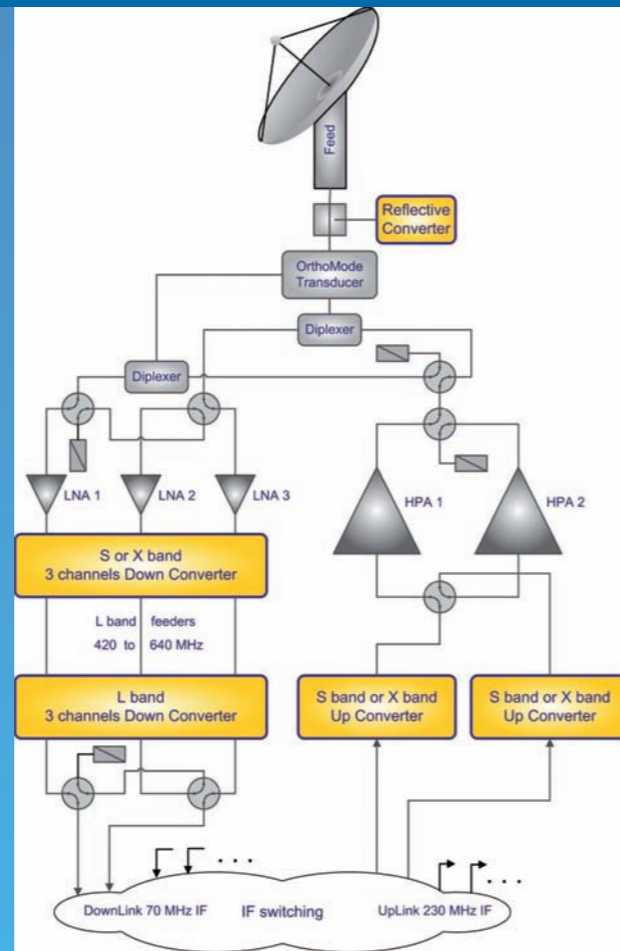 Feed
Reflective
Converter
OrthoMode
Transducer
Diplexer
Diplexer
LNA 1
LNA 2
LNA 3
HPA 1
HPA 2
S or X band
3 channels Down Converter
L band feeders
420 to 640 MHz
L band
3 channels Down Converter
S band or X band
Up Converter
S band or X band
Up Converter
. . .
. . .
DownLink 70 MHz IF
IF switching
UpLink 230 MHz IF